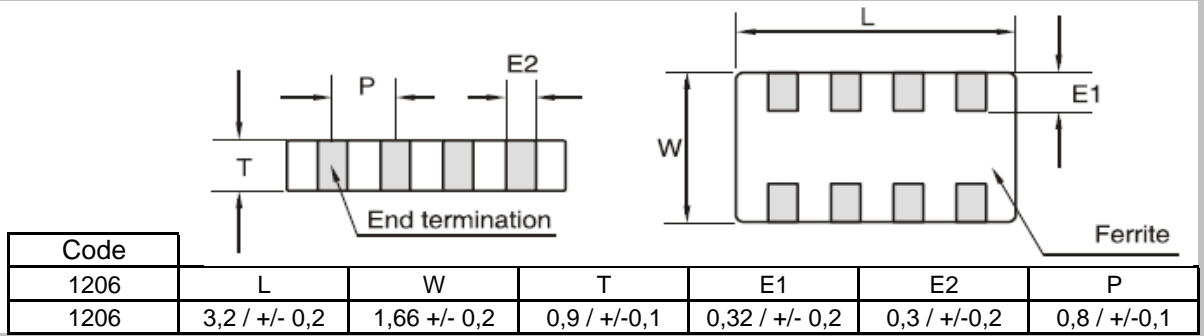 L
P
E2
E1
T
W
End termination
Ferrite
Code
1206 L W T E1 E2 P
1206 3,2 / +/- 0,2 1,66 +/- 0,2 0,9 / +/-0,1 0,32 / +/- 0,2 0,3 / +/-0,2 0,8 / +/-0,1